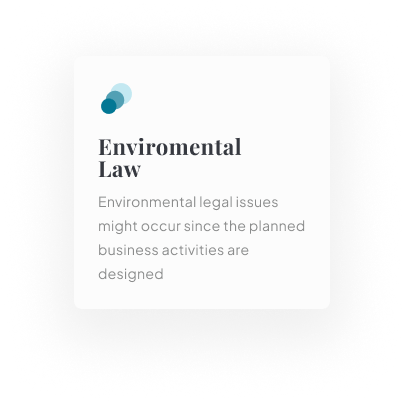 Enviromental
Law
Environmental legal issues
might occur since the planned
business activities are
designed